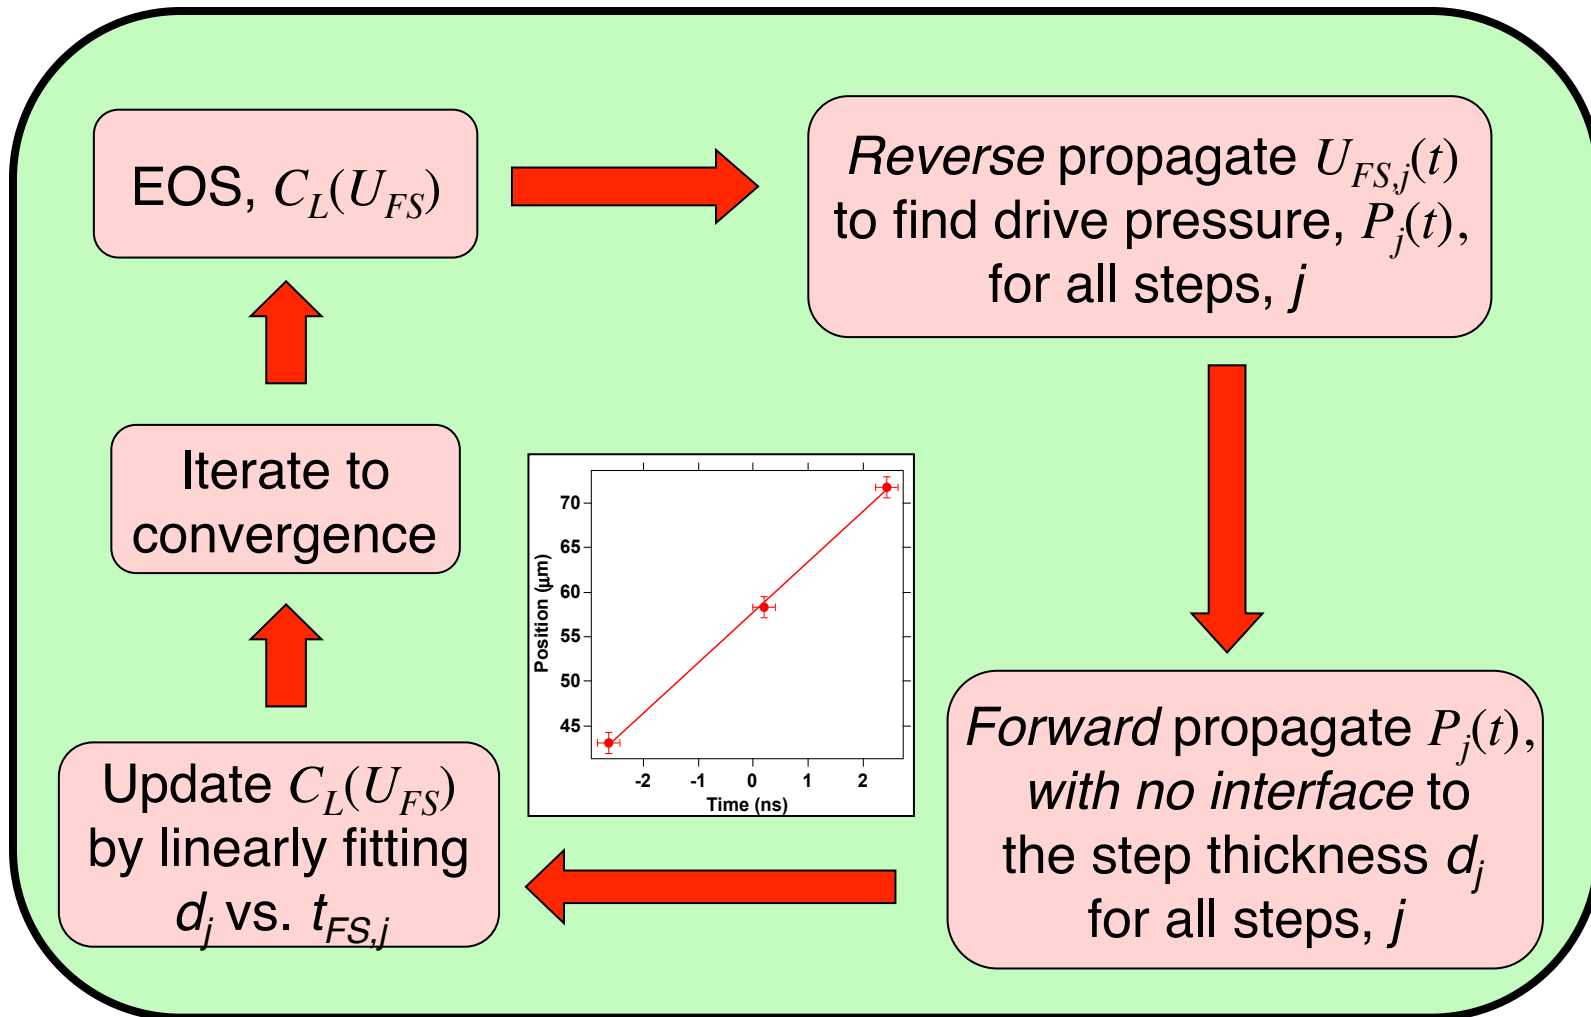 EOS, C_L(U_FS)
Reverse propagate U_FS,j(t)
to find drive pressure, P_j(t),
for all steps, j
Forward propagate P_j(t),
with no interface to
the step thickness d_j
for all steps, j
Update C_L(U_FS)
by linearly fitting
d_j vs. t_FS,j
Iterate to
convergence
Position (μm)
70
65
60
55
50
45
-2 -1 0 1 2
Time (ns)